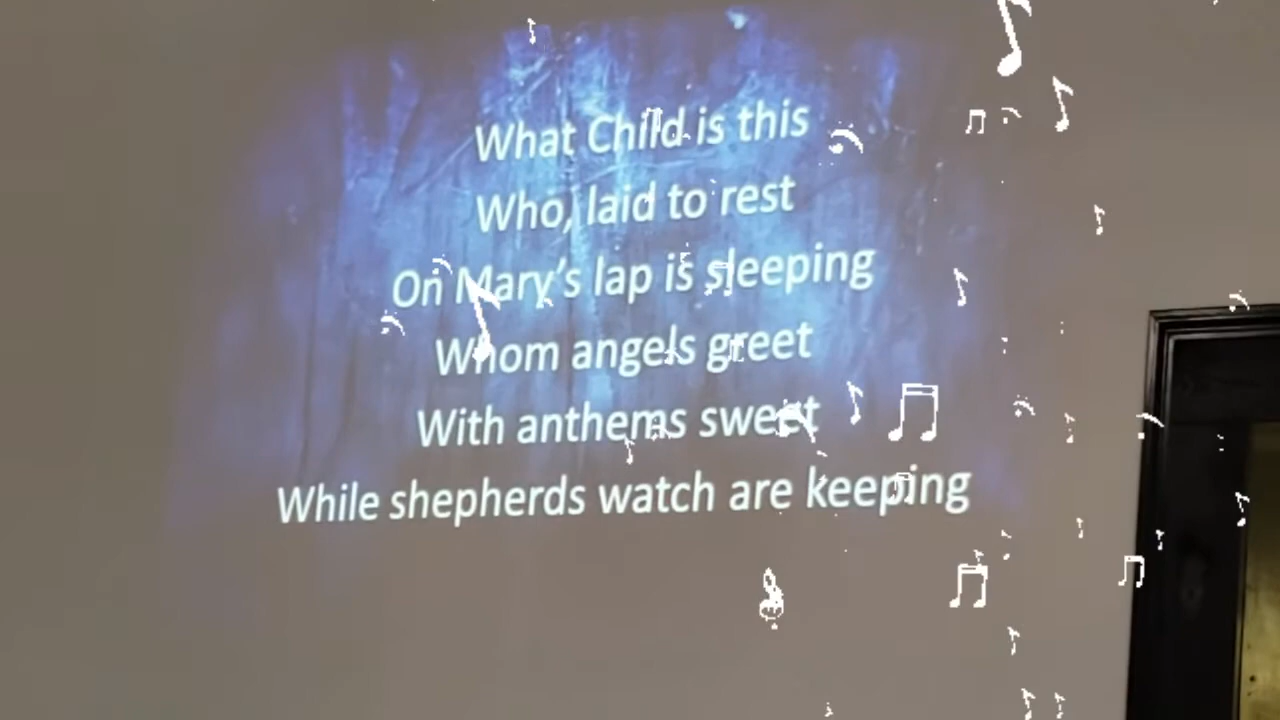 What Child is this
Who, laid to rest
On Mary's lap is sleeping
Whom angels greet
With anthems sweet
While shepherds watch are keeping